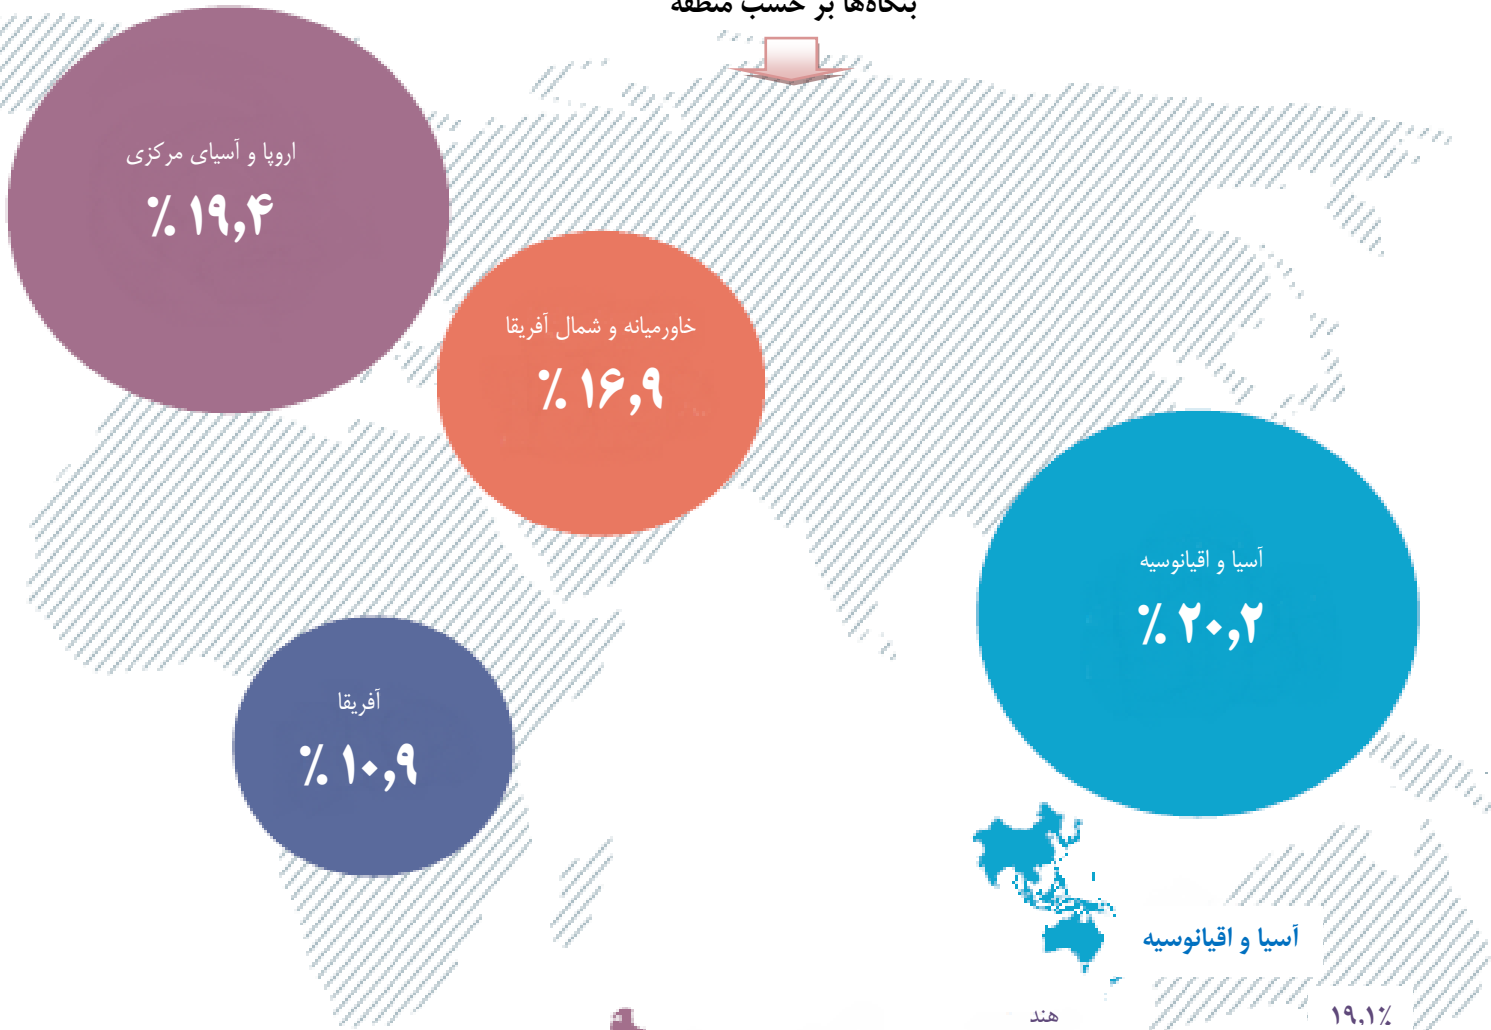 بنگاه‌ها بر حسب منطقه
اروپا و آسیای مرکزی
٪ ۱۹,۴
خاورمیانه و شمال آفریقا
٪ ۱۶,۹
آسیا و اقیانوسیه
٪ ۲۰,۲
آفریقا
٪ ۱۰,۹
آسیا و اقیانوسیه
هند
۱۹,۱٪